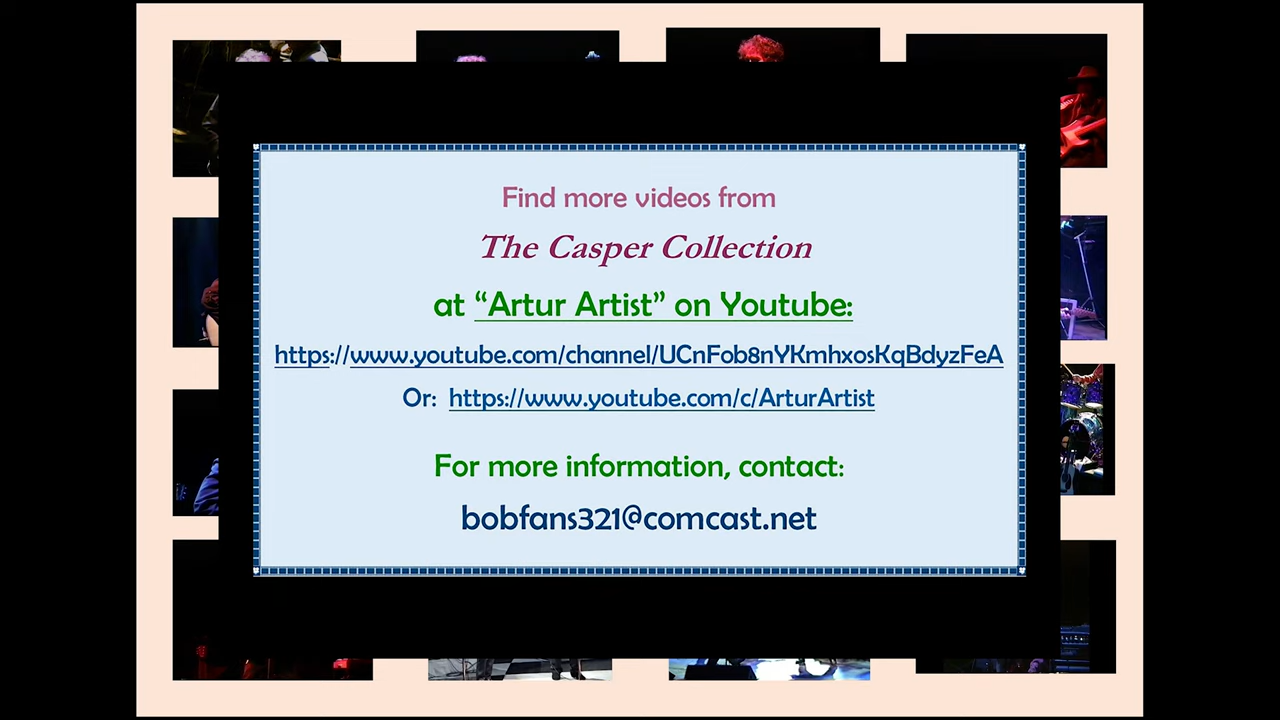 Find more videos from
The Casper Collection
at “Artur Artist” on Youtube:
https://www.youtube.com/channel/UCnFob8nYKmhxosKqBdyzFeA
Or: https://www.youtube.com/c/ArturArtist
For more information, contact:
bobfans321@comcast.net